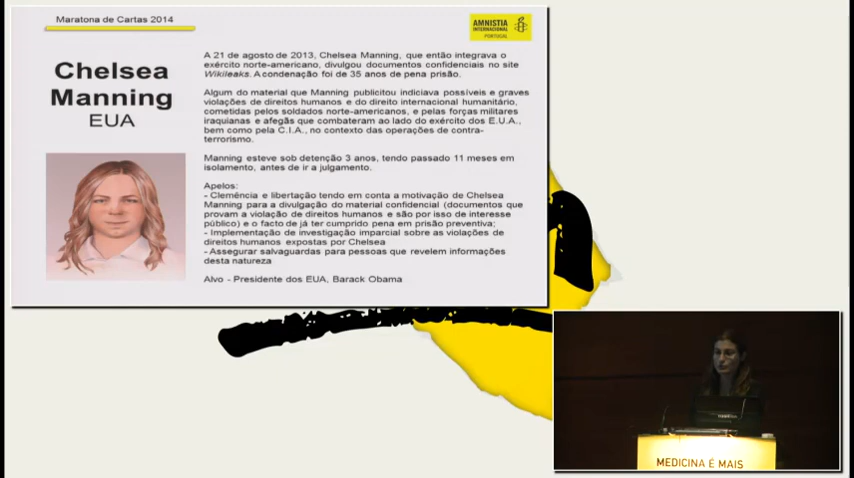 Maratona de Cartas 2014
AMNISTIA
INTERNACIONAL
PORTUGAL
Chelsea
Manning
EUA
A 21 de agosto de 2013, Chelsea Manning, que então integrava o
exército norte-americano, divulgou documentos confidenciais no site
Wikileaks. A condenação foi de 35 anos de pena prisão.
Algum do material que Manning publicitou indiciava possíveis e graves
violações de direitos humanos e do direito internacional humanitário,
cometidas pelos soldados norte-americanos, e pelas forças militares
iraquianas e afegãs que combateram ao lado do exército dos E.U.A.,
bem como pela C.I.A., no contexto das operações de contra-
terrorismo.
Manning esteve sob detenção 3 anos, tendo passado 11 meses em
isolamento, antes de ir a julgamento.
Apelos:
- Clemência e libertação tendo em conta a motivação de Chelsea
Manning para a divulgação do material confidencial (documentos que
provam a violação de direitos humanos e são por isso de interesse
público) e o facto de já ter cumprido pena em prisão preventiva;
- Implementação de investigação imparcial sobre as violações de
direitos humanos expostas por Chelsea
- Assegurar salvaguardas para pessoas que revelem informações
desta natureza
Alvo - Presidente dos EUA, Barack Obama
MEDICINA É MAIS